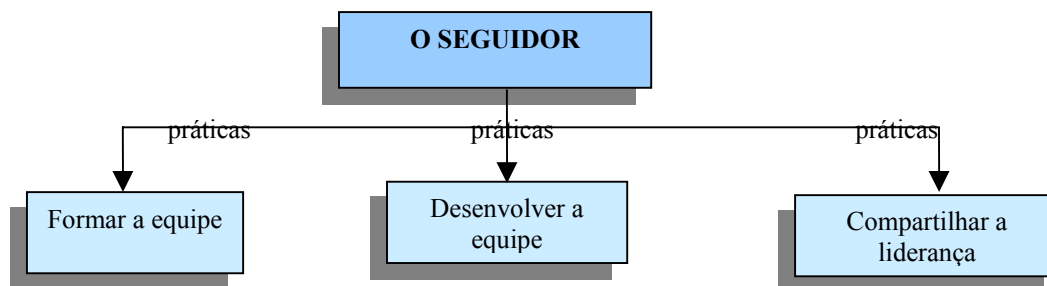 O SEGUIDOR
práticas práticas práticas
Formar a equipe
Desenvolver a
equipe
Compartilhar a
liderança